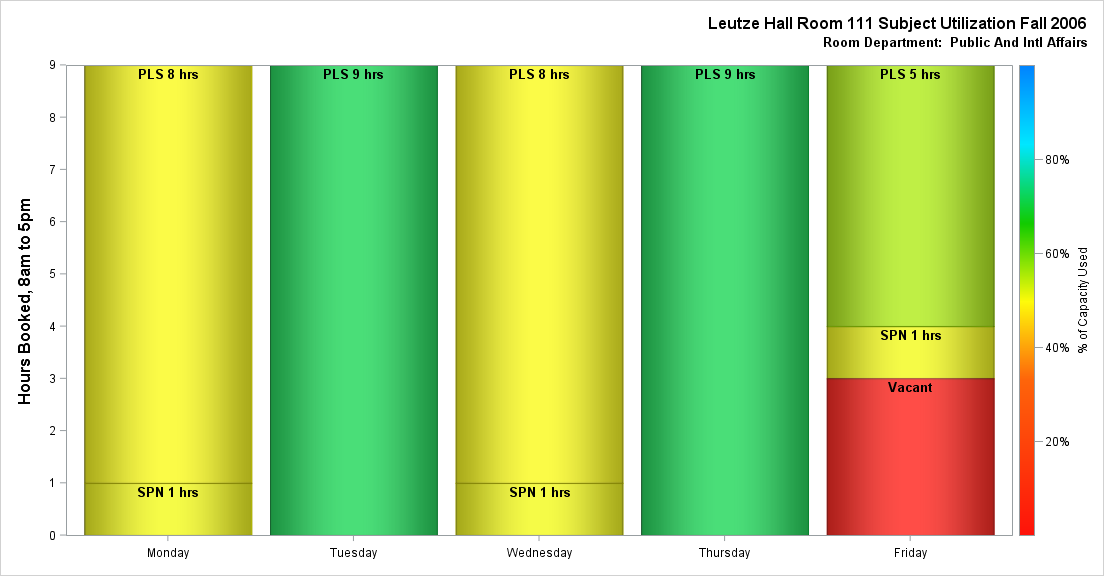 Leutze Hall Room 111 Subject Utilization Fall 2006
Room Department:  Public And Intl Affairs
Hours Booked, 8am to 5pm
9
8
7
6
5
4
3
2
1
0
PLS 8 hrs
SPN 1 hrs
PLS 9 hrs
PLS 8 hrs
SPN 1 hrs
PLS 9 hrs
PLS 5 hrs
SPN 1 hrs
Vacant
Monday
Tuesday
Wednesday
Thursday
Friday
80%
60%
40%
20%
% of Capacity Used